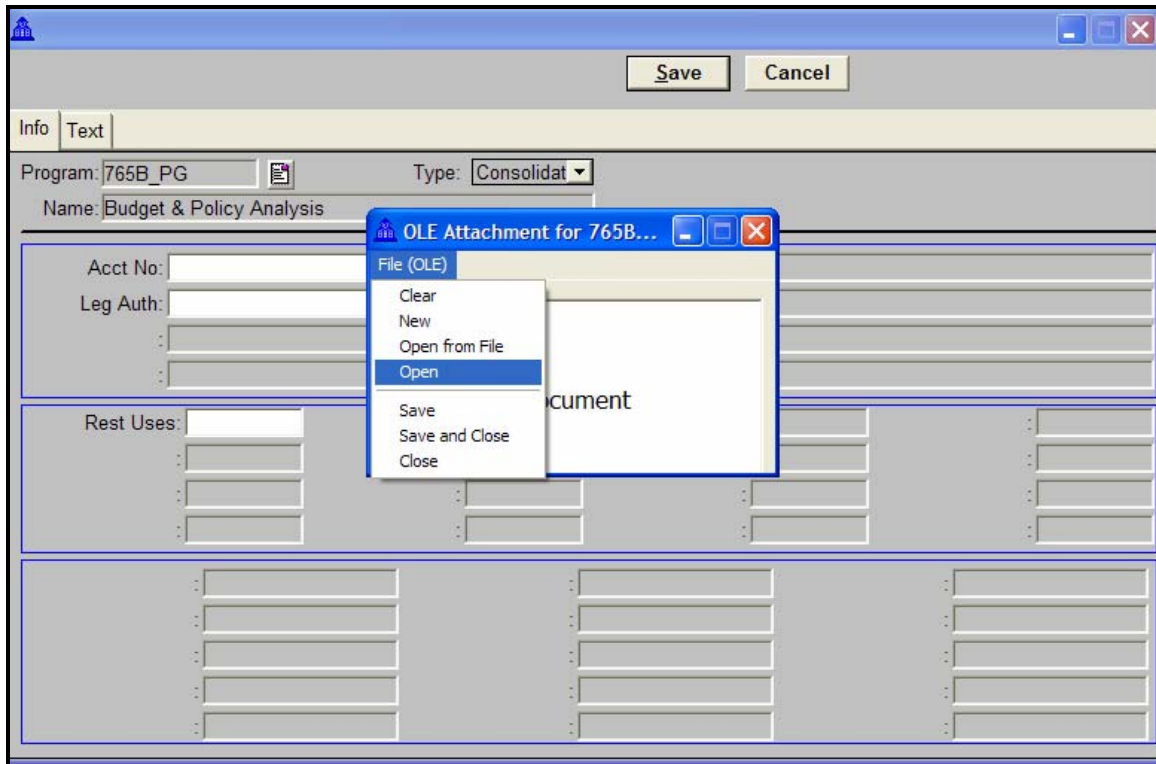 Save Cancel
Info Text
Program: 765B_PG Type: Consolidat
Name: Budget & Policy Analysis
OLE Attachment for 765B...
File (OLE)
Acct No:
Leg Auth:
:
:
Clear
New
Open from File
Open
Save
Save and Close
Close
Rest Uses: : 
: :
: : : :
: : : :
: : :
: : :
: : :
: : :
: : :